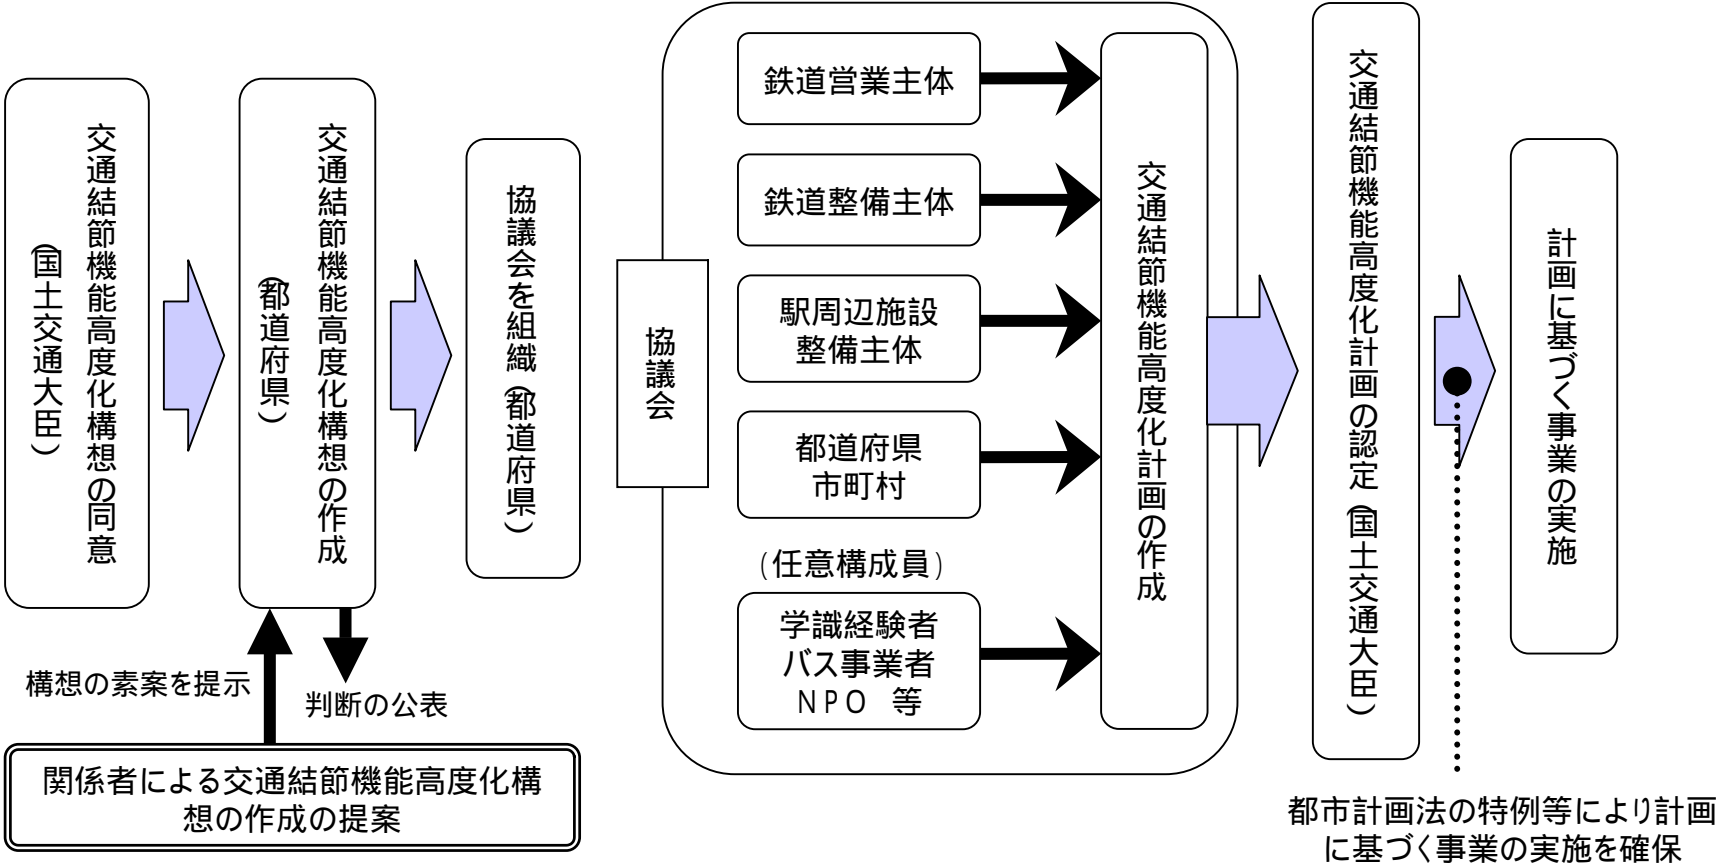 交通結節機能高度化構想の同意
(国土交通大臣)
交通結節機能高度化構想の作成
(都道府県)
協議会を組織(都道府県)
協議会
鉄道営業主体
鉄道整備主体
駅周辺施設
整備主体
都道府県
市町村
(任意構成員)
学識経験者
バス事業者
NPO 等
交通結節機能高度化計画の作成
交通結節機能高度化計画の認定(国土交通大臣)
計画に基づく事業の実施
構想の素案を提示
判断の公表
関係者による交通結節機能高度化構
想の作成の提案
都市計画法の特例等により計画
に基づく事業の実施を確保